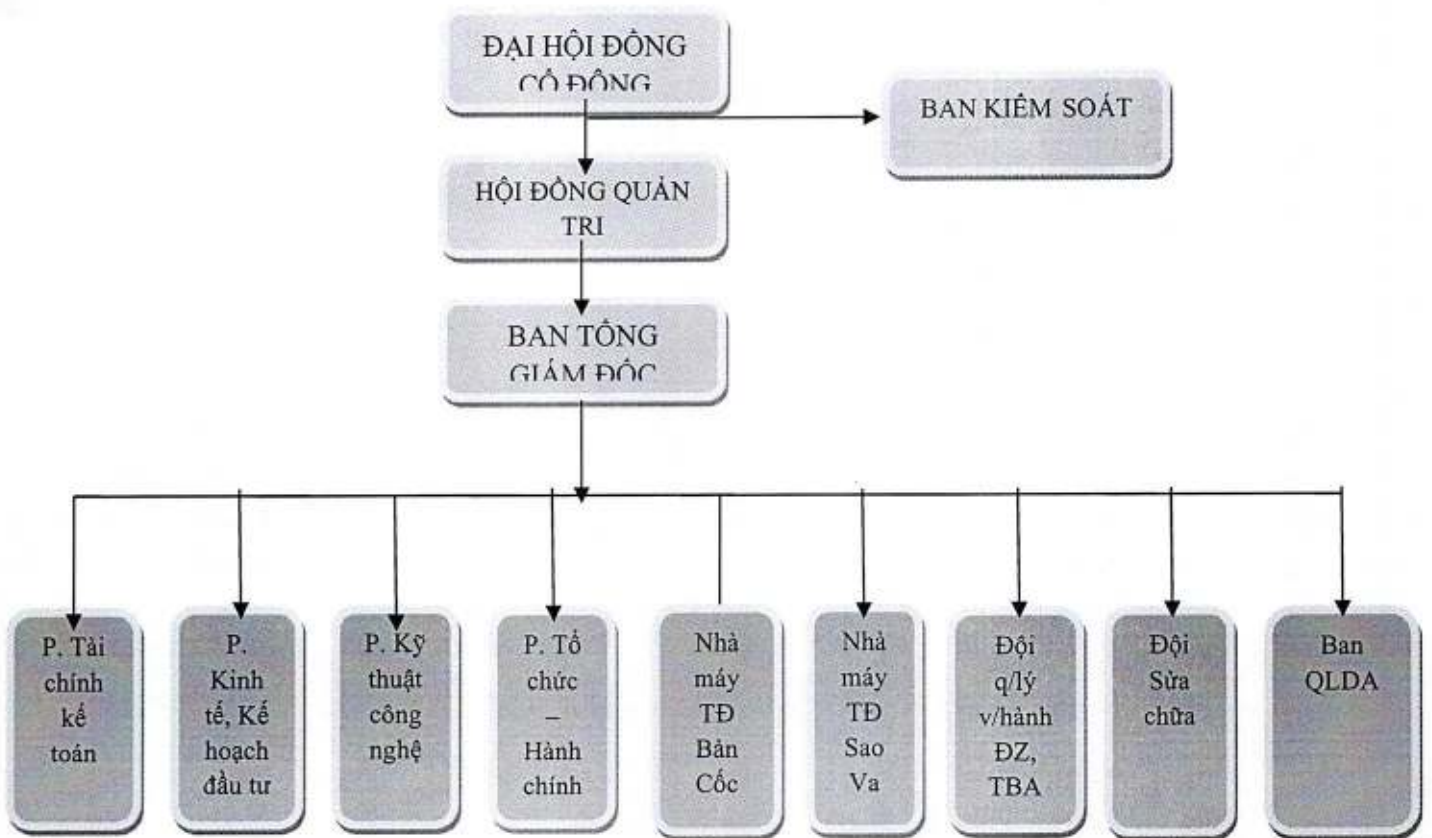 ĐẠI HỘI ĐỒNG
CỔ ĐÔNG
BAN KIỂM SOÁT
HỘI ĐỒNG QUẢN
TRỊ
BAN TỔNG
GIÁM ĐỐC
P. Tài
chính
kế
toán
P.
Kinh
tế, Kế
hoạch
đầu tư
P. Kỹ
thuật
công
nghệ
P. Tổ
chức
–
Hành
chính
Nhà
máy
TĐ
Bản
Cốc
Nhà
máy
TĐ
Sao
Va
Đội
q/lý
v/hành
ĐZ,
TBA
Đội
Sửa
chữa
Ban
QLDA